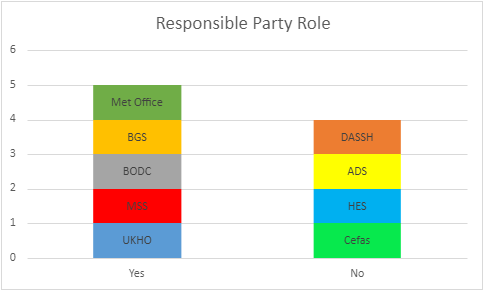 Responsible Party Role
6
5
4
3
2
1
0
Met Office
BGS
BODC
MSS
UKHO
DASSH
ADS
HES
Cefas
Yes
No